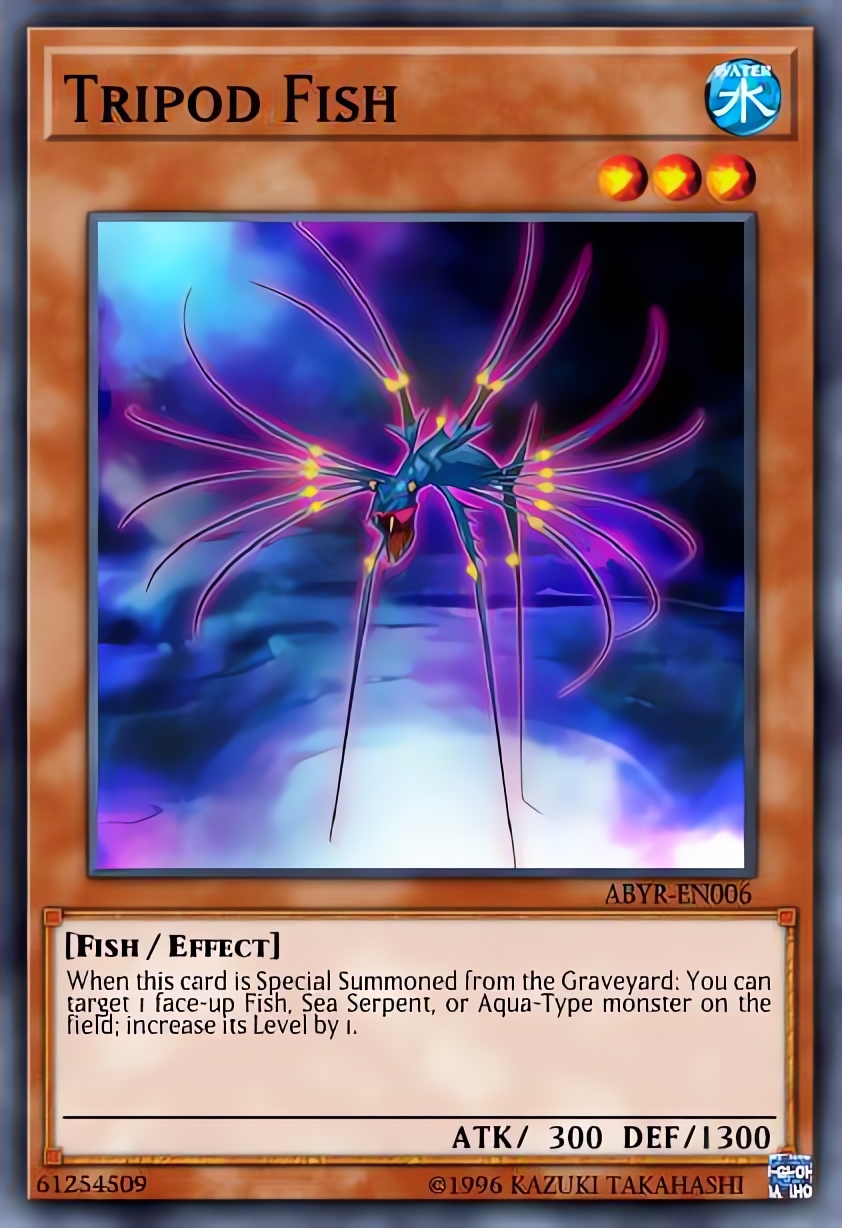 Tripod Fish
WATER
水
ABYR-EN006
[Fish / Effect]
When this card is Special Summoned from the Graveyard: You can
target 1 face-up Fish, Sea Serpent, or Aqua-Type monster on the
field; increase its Level by 1.
ATK/ 300 DEF/1300
61254509
©1996 KAZUKI TAKAHASHI